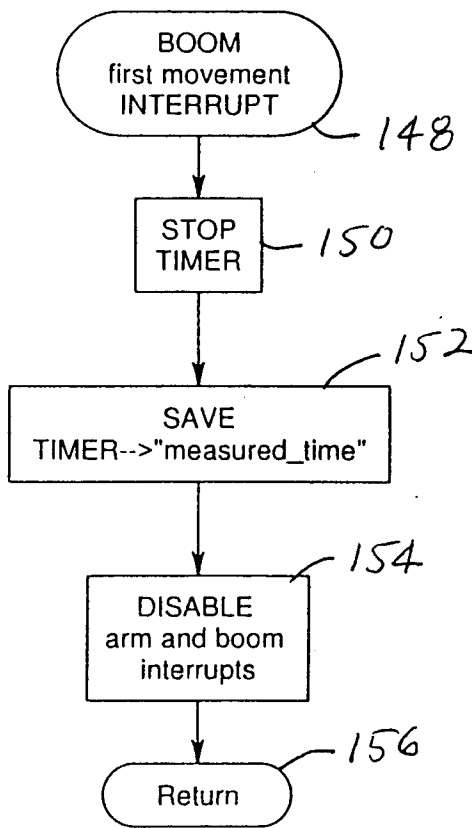 BOOM
first movement
INTERRUPT
148
STOP
TIMER
150
152
SAVE
TIMER-->"measured_time"
154
DISABLE
arm and boom
interrupts
156
Return